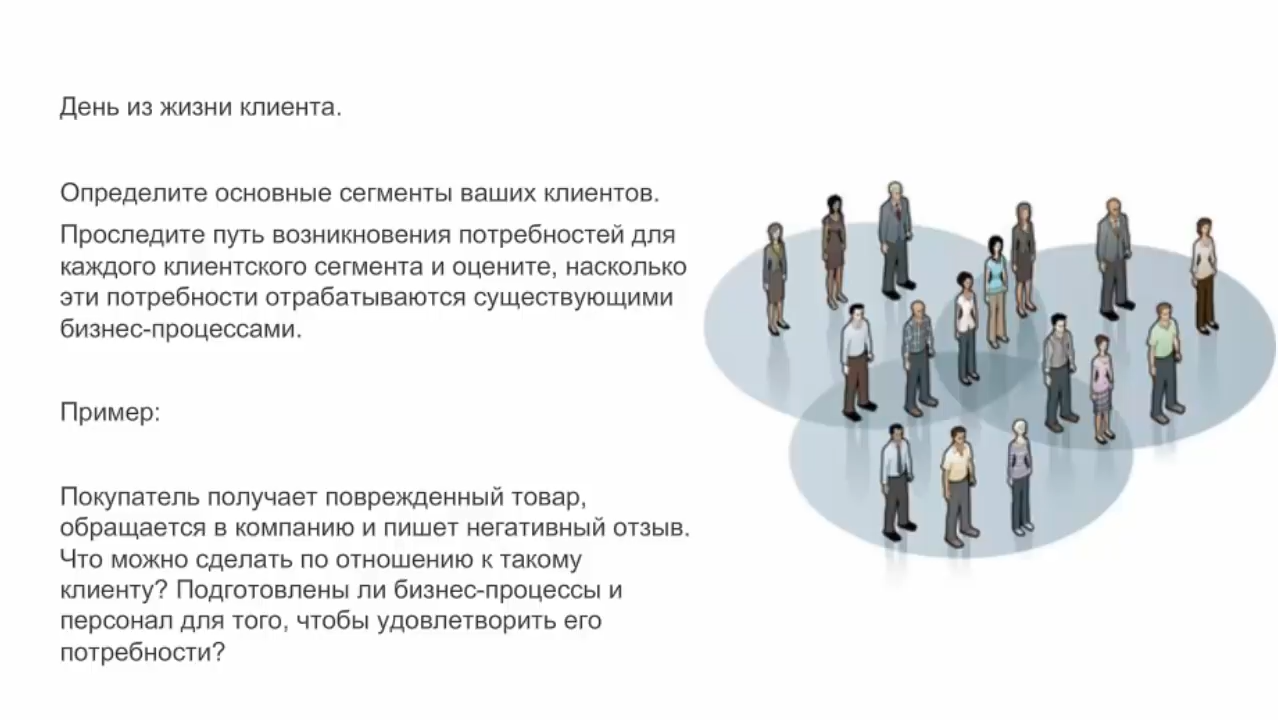 День из жизни клиента.
Определите основные сегменты ваших клиентов.
Проследите путь возникновения потребностей для
каждого клиентского сегмента и оцените, насколько
эти потребности отрабатываются существующими
бизнес-процессами.
Пример:
Покупатель получает поврежденный товар,
обращается в компанию и пишет негативный отзыв.
Что можно сделать по отношению к такому
клиенту? Подготовлены ли бизнес-процессы и
персонал для того, чтобы удовлетворить его
потребности?